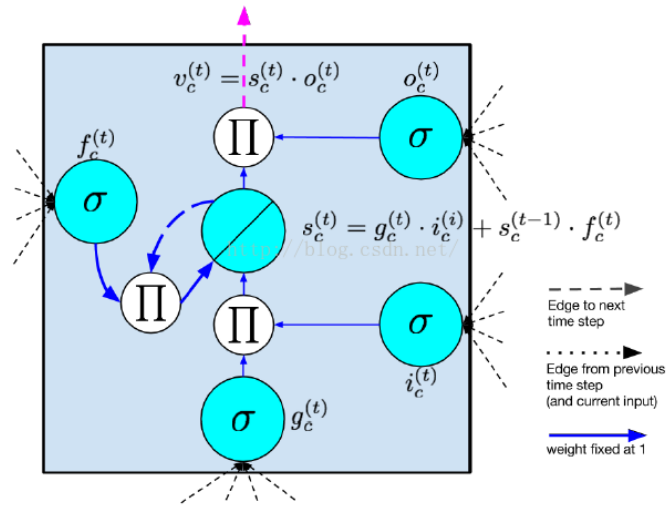 v_c^{(t)} = s_c^{(t)} · o_c^{(t)}
o_c^{(t)}
∏
σ
f_c^{(t)}
σ
s_c^{(t)} = g_c^{(t)} · i_c^{(i)} + s_c^{(t-1)} · f_c^{(t)}
http://blog.csdn.net/
∏
∏
σ
i_c^{(t)}
σ
g_c^{(t)}
Edge to next
time step
Edge from previous
time step
(and current input)
weight fixed at 1